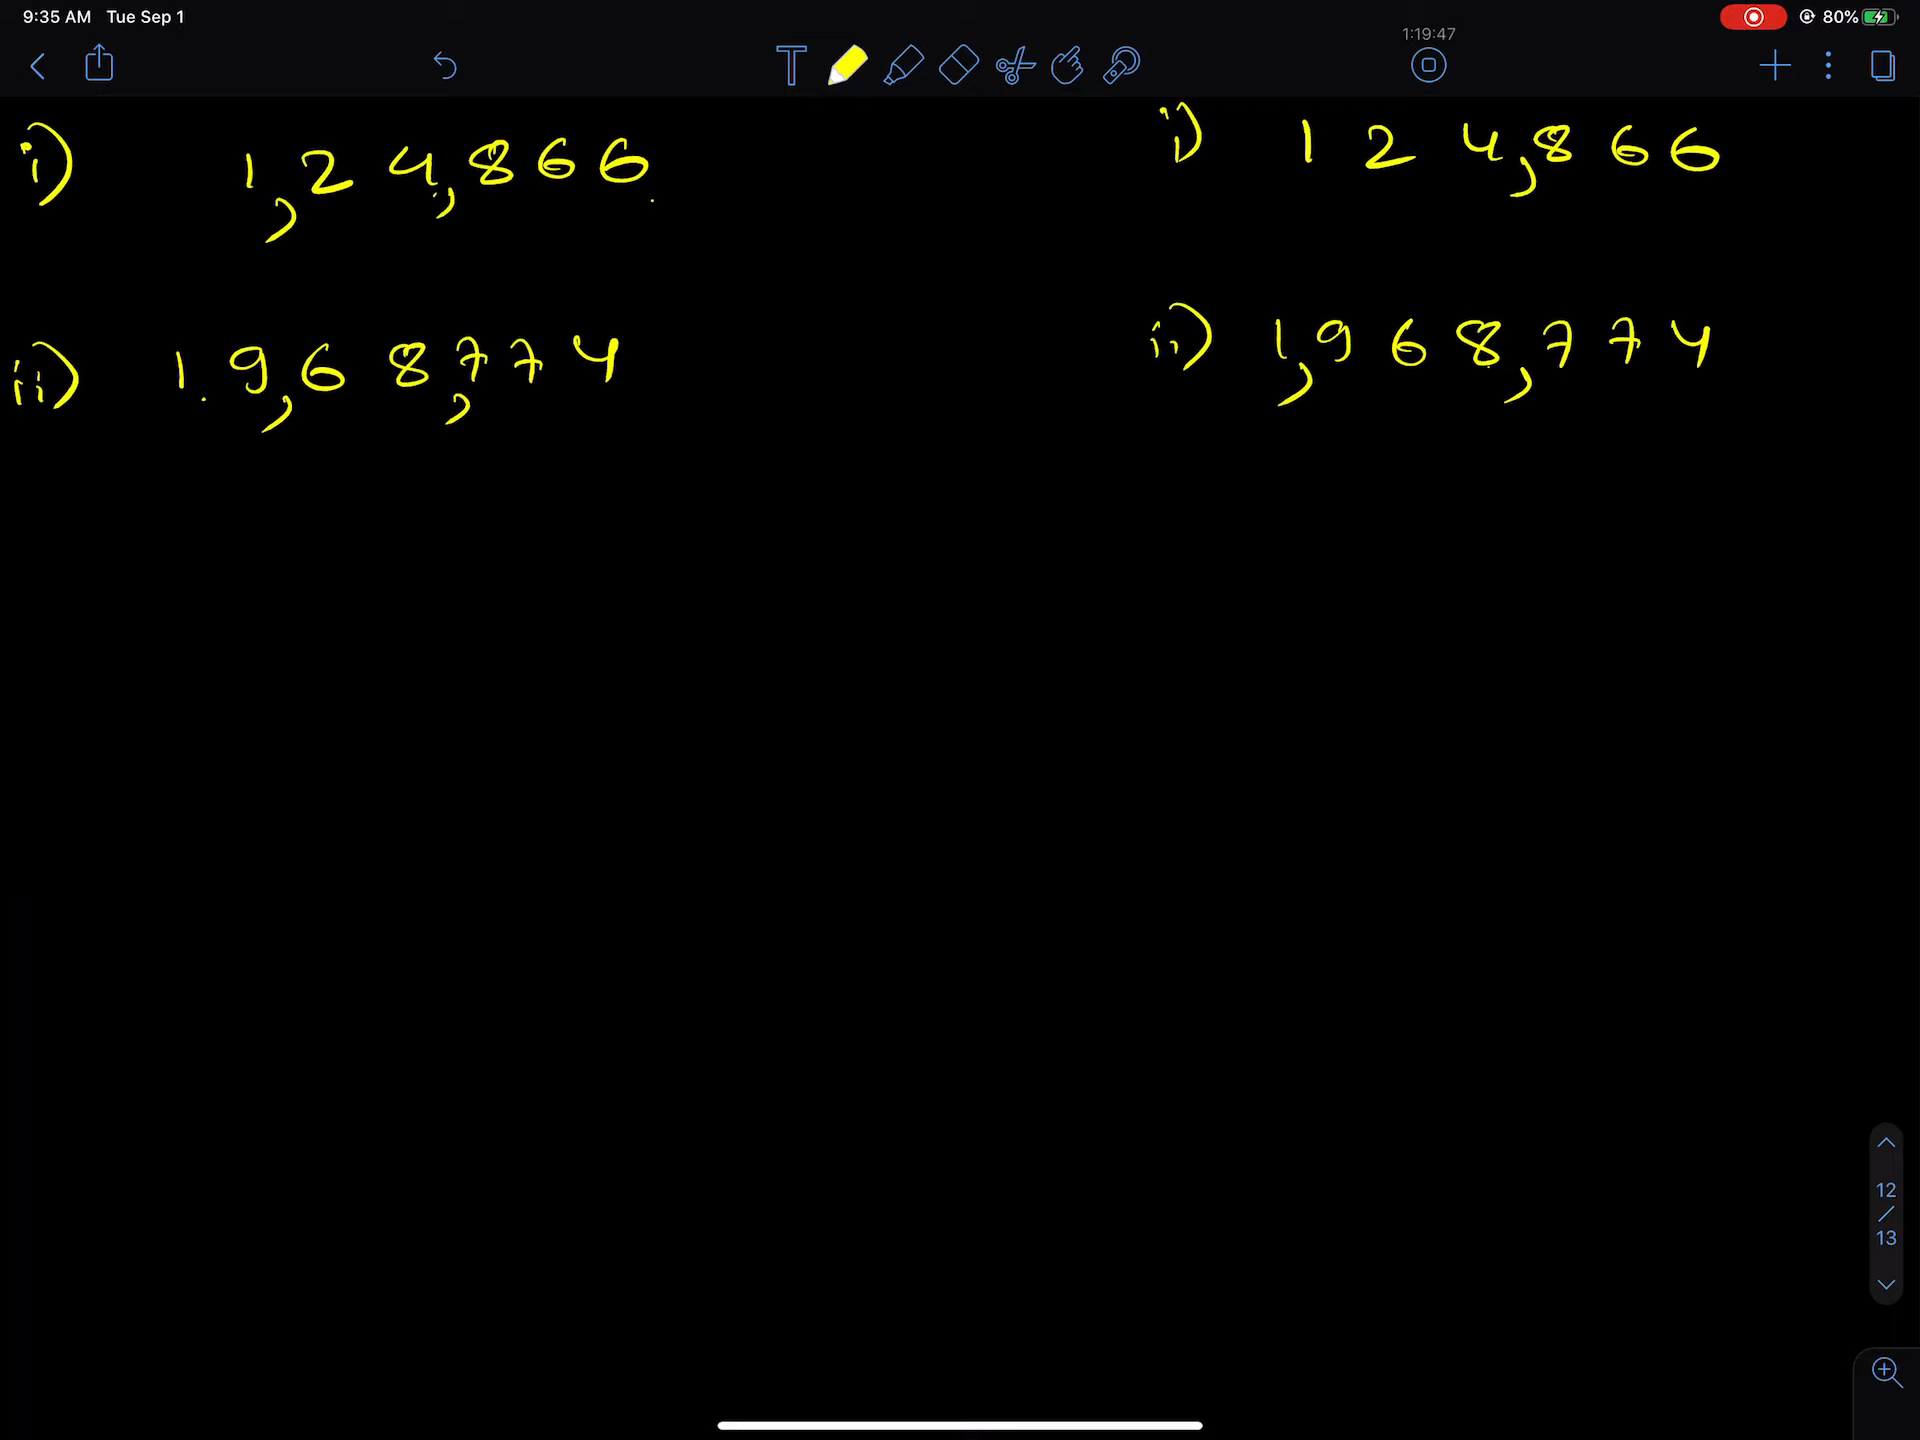 9:35 AM Tue Sep 1
80%
1:19:47
i) 1,24,866
i) 124,866
ii) 1.9,68,774
ii) 1,968,774
12
/
13